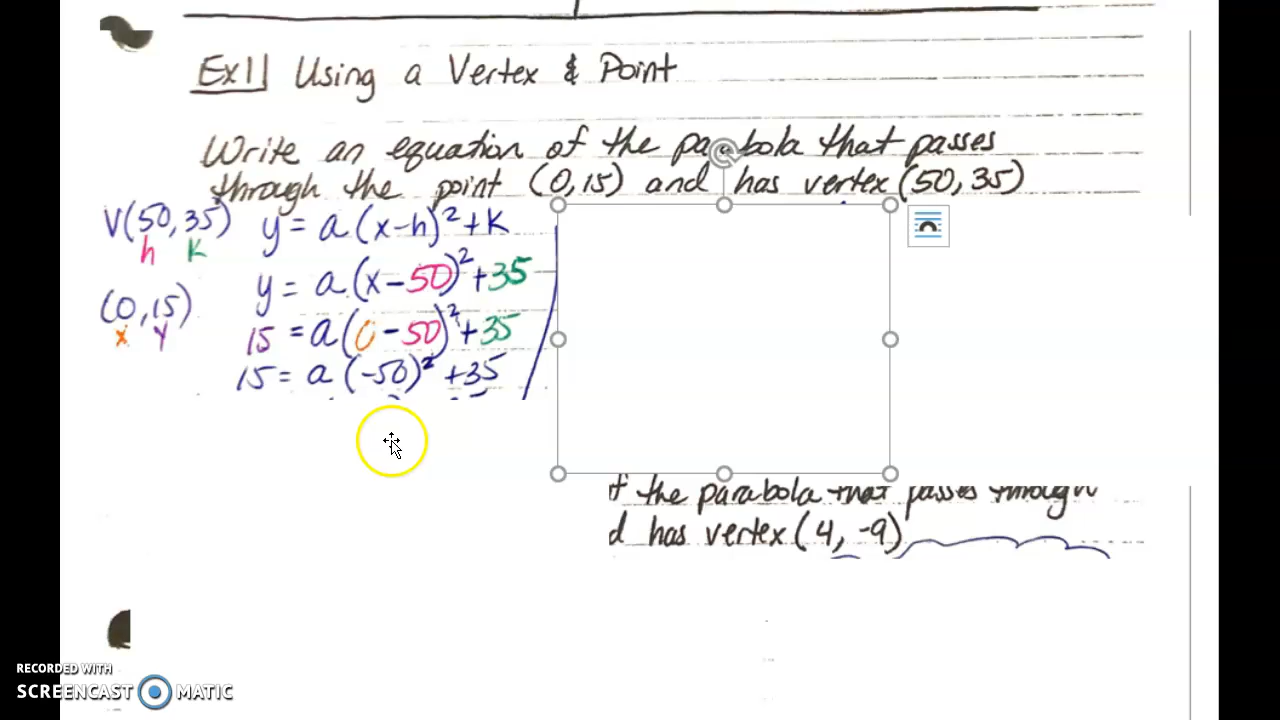 Ex1] Using a Vertex & Point
Write an equation of the parabola that passes
through the point (0,15) and has vertex (50, 35)
V(50,35) y = a(x-h)²+k
h k
y = a(x-50)²+35
(0,15)
x y
15 = a(0-50)²+35
15 = a(-50)²+35
the parabola that passes through
has vertex (4, -9)
RECORDED WITH
SCREENCAST MATIC